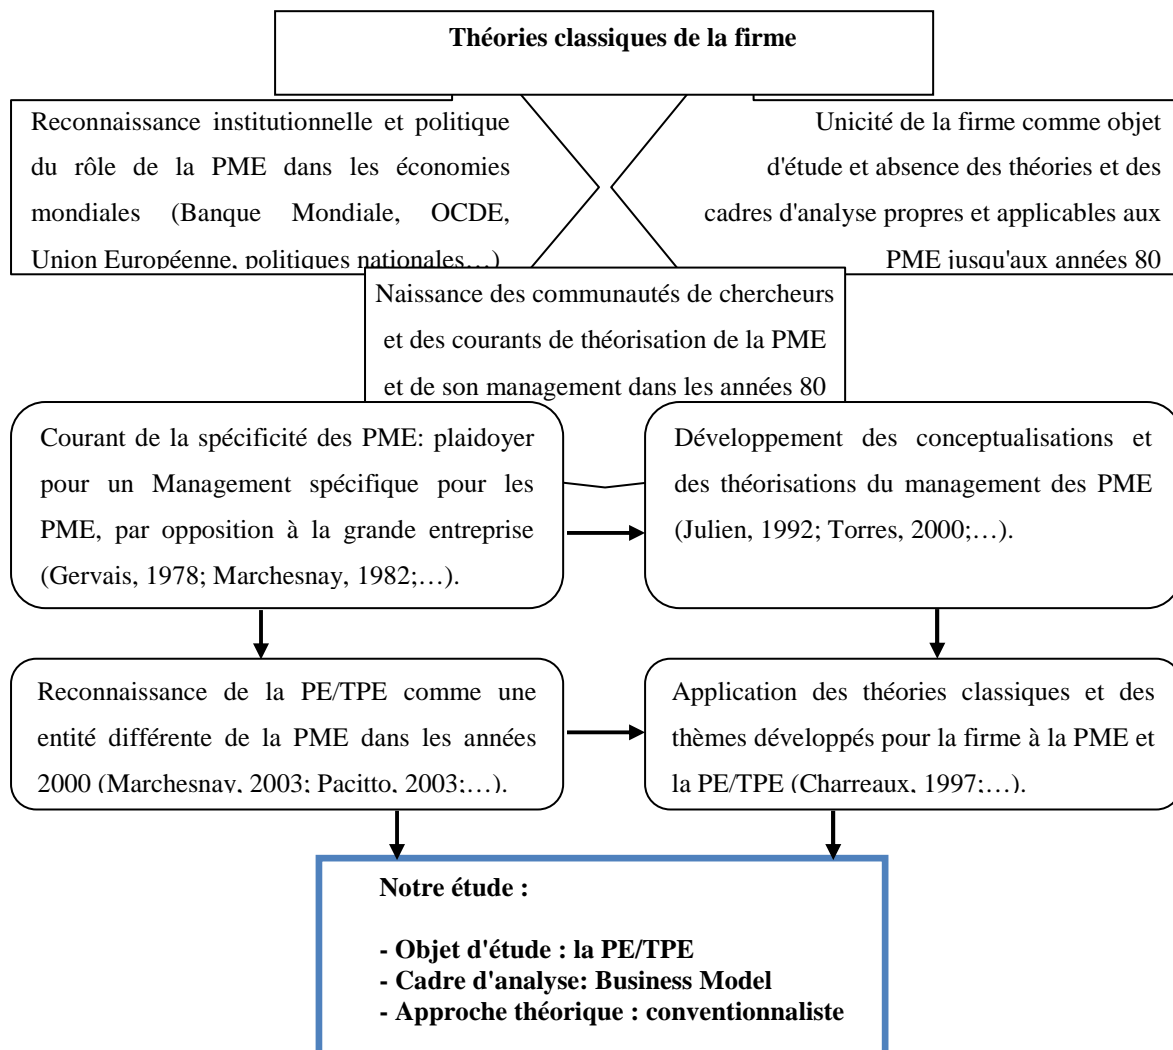 Théories classiques de la firme
Reconnaissance institutionnelle et politique
du rôle de la PME dans les économies
mondiales (Banque Mondiale, OCDE,
Union Européenne, politiques nationales…)
Unicité de la firme comme objet
d'étude et absence des théories et des
cadres d'analyse propres et applicables aux
PME jusqu'aux années 80
Naissance des communautés de chercheurs
et des courants de théorisation de la PME
et de son management dans les années 80
Courant de la spécificité des PME: plaidoyer
pour un Management spécifique pour les
PME, par opposition à la grande entreprise
(Gervais, 1978; Marchesnay, 1982;…).
Développement des conceptualisations et
des théorisations du management des PME
(Julien, 1992; Torres, 2000;…).
Reconnaissance de la PE/TPE comme une
entité différente de la PME dans les années
2000 (Marchesnay, 2003; Pacitto, 2003;…).
Application des théories classiques et des
thèmes développés pour la firme à la PME et
la PE/TPE (Charreaux, 1997;…).
Notre étude :
- Objet d'étude : la PE/TPE
- Cadre d'analyse: Business Model
- Approche théorique : conventionnaliste